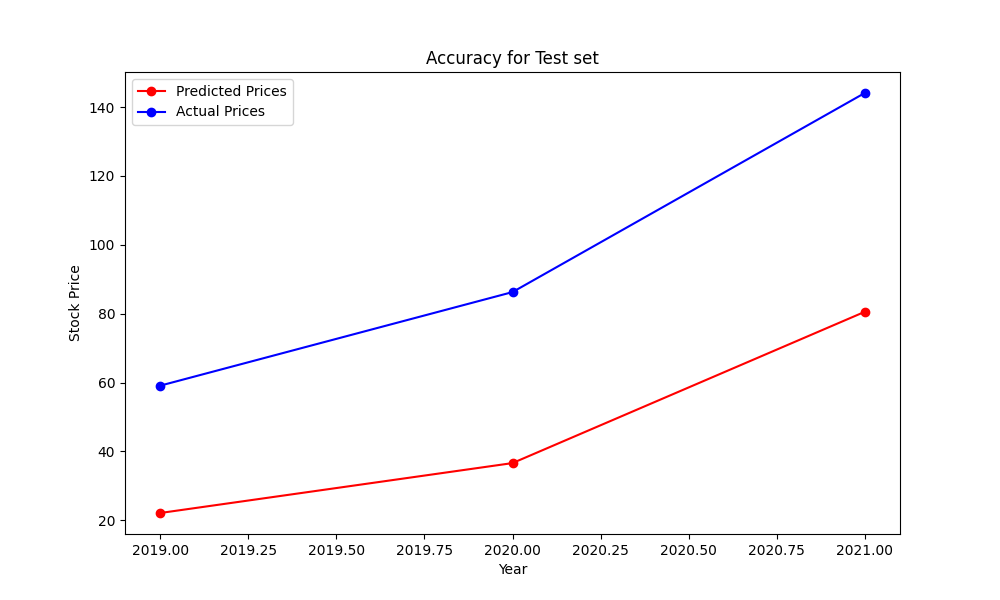 Accuracy for Test set
Predicted Prices
Actual Prices
140
120
100
80
60
40
20
Stock Price
2019.00 2019.25 2019.50 2019.75 2020.00 2020.25 2020.50 2020.75 2021.00
Year